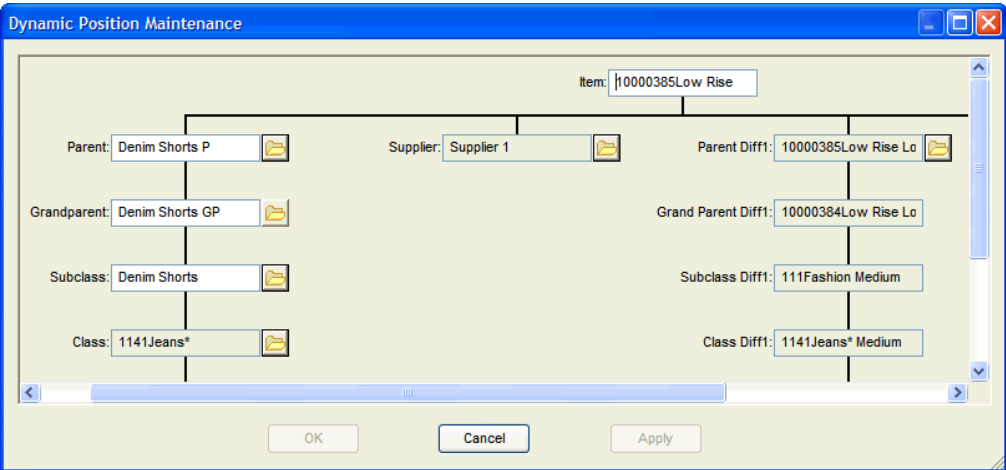 Dynamic Position Maintenance
Item: 10000385Low Rise
Parent: Denim Shorts P Supplier: Supplier 1 Parent Diff1: 10000385Low Rise Lo
Grandparent: Denim Shorts GP Grand Parent Diff1: 10000384Low Rise Lo
Subclass: Denim Shorts Subclass Diff1: 111Fashion Medium
Class: 1141Jeans* Class Diff1: 1141Jeans* Medium
OK Cancel Apply